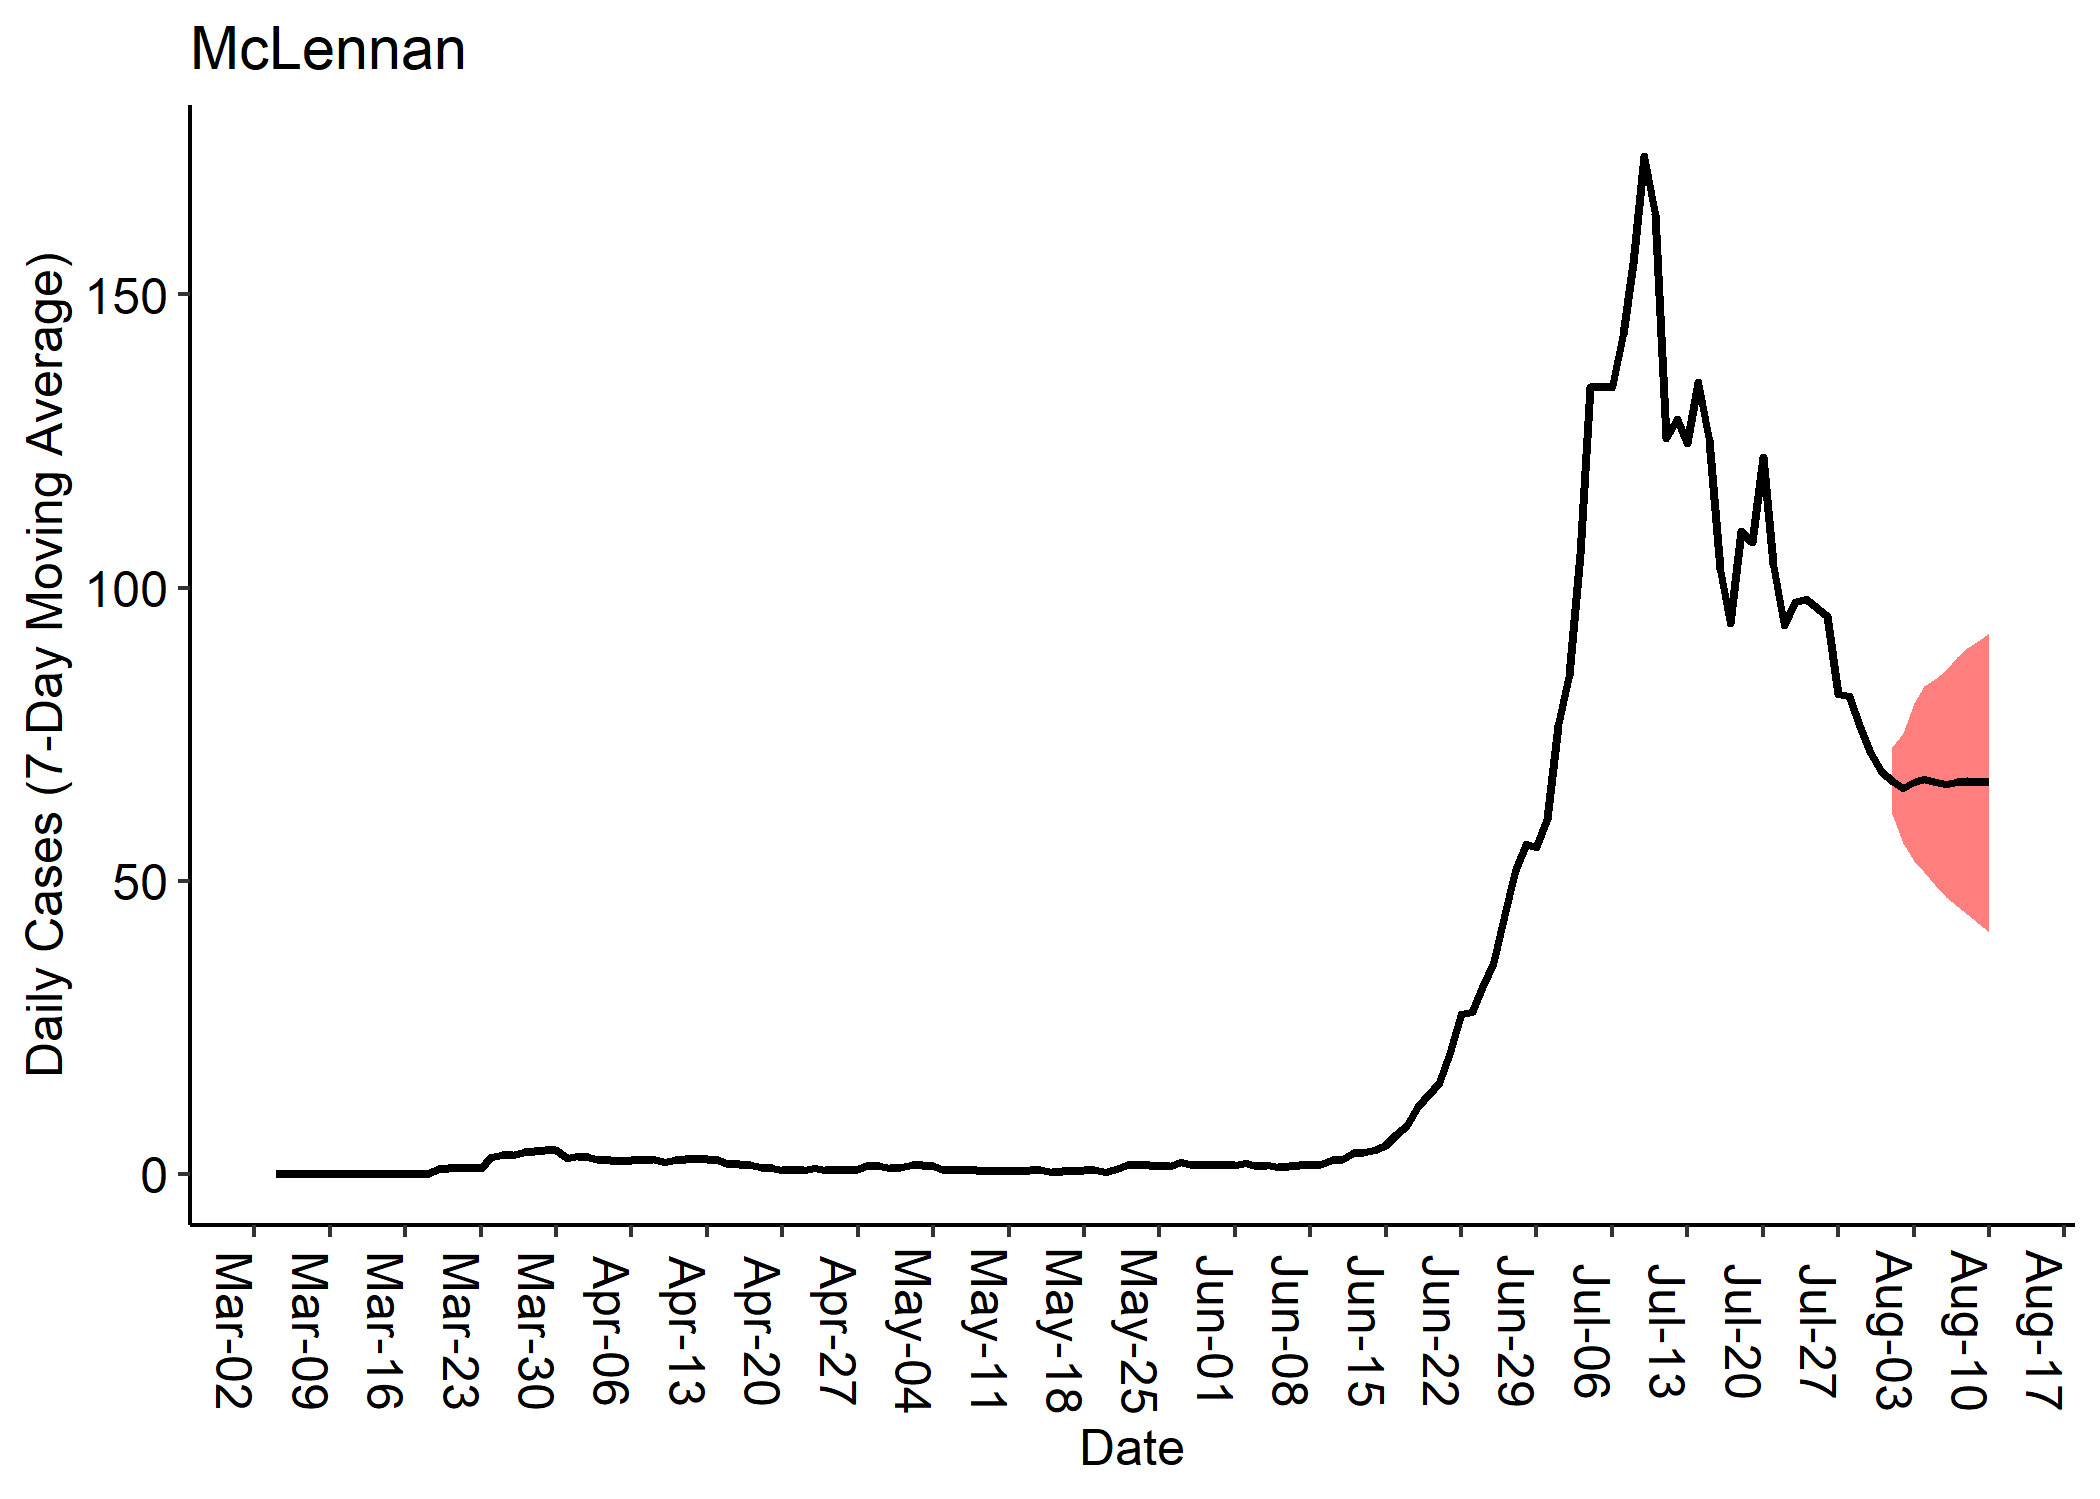 McLennan
Daily Cases (7-Day Moving Average)
150
100
50
0
Mar-02
Mar-09
Mar-16
Mar-23
Mar-30
Apr-06
Apr-13
Apr-20
Apr-27
May-04
May-11
May-18
May-25
Jun-01
Jun-08
Jun-15
Jun-22
Jun-29
Jul-06
Jul-13
Jul-20
Jul-27
Aug-03
Aug-10
Aug-17
Date